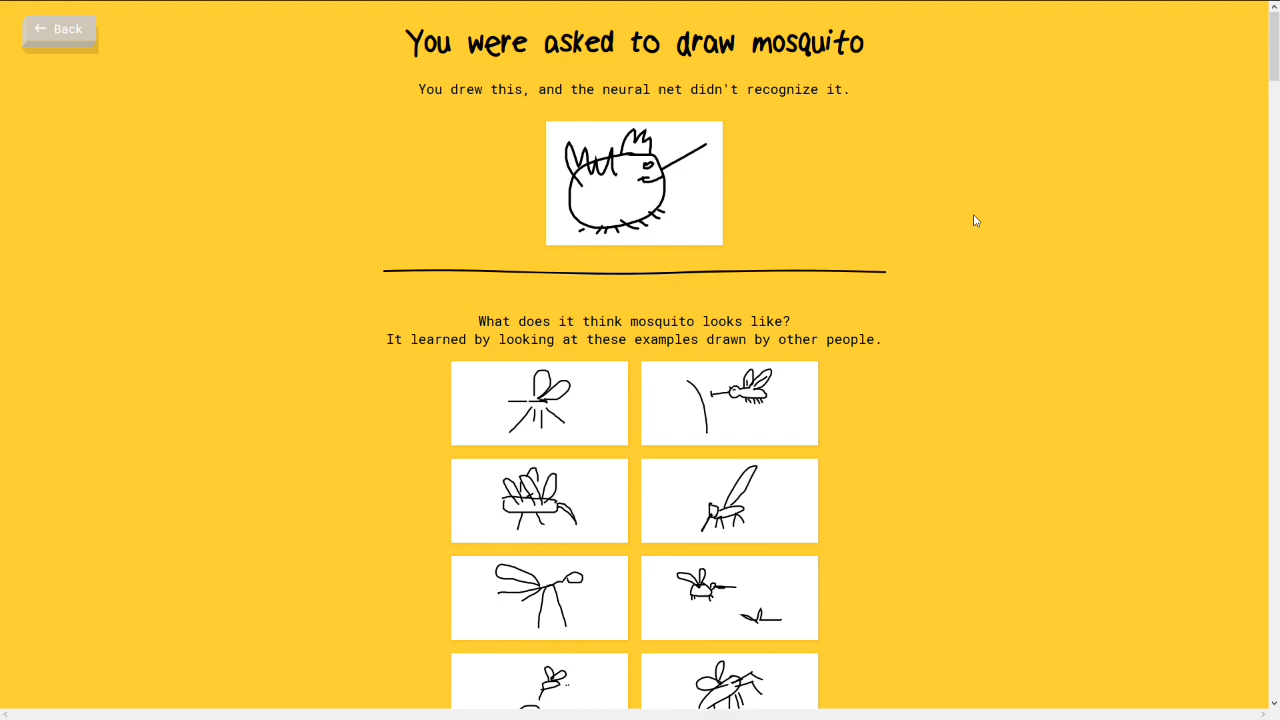 ← Back
You were asked to draw mosquito
You drew this, and the neural net didn't recognize it.
What does it think mosquito looks like?
It learned by looking at these examples drawn by other people.